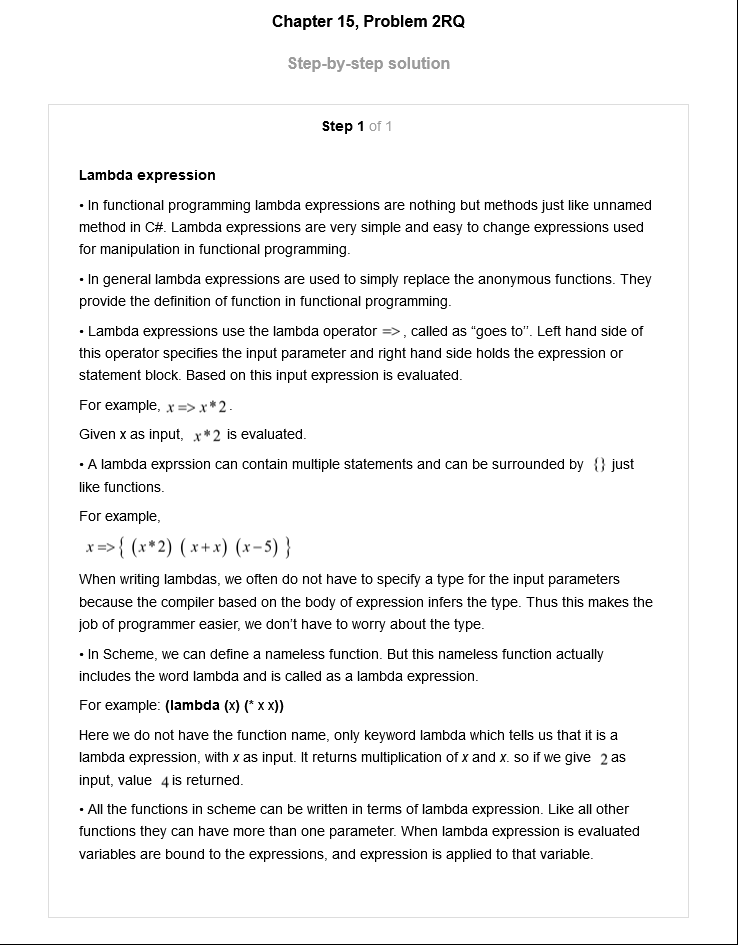 Chapter 15, Problem 2RQ
Step-by-step solution
Step 1 of 1
Lambda expression
• In functional programming lambda expressions are nothing but methods just like unnamed
method in C#. Lambda expressions are very simple and easy to change expressions used
for manipulation in functional programming.
• In general lambda expressions are used to simply replace the anonymous functions. They
provide the definition of function in functional programming.
• Lambda expressions use the lambda operator =>, called as “goes to”. Left hand side of
this operator specifies the input parameter and right hand side holds the expression or
statement block. Based on this input expression is evaluated.
For example, x => x*2.
Given x as input, x*2 is evaluated.
• A lambda exprssion can contain multiple statements and can be surrounded by {} just
like functions.
For example,
x=>{ (x*2) (x+x) (x-5) }
When writing lambdas, we often do not have to specify a type for the input parameters
because the compiler based on the body of expression infers the type. Thus this makes the
job of programmer easier, we don’t have to worry about the type.
• In Scheme, we can define a nameless function. But this nameless function actually
includes the word lambda and is called as a lambda expression.
For example: (lambda (x) (* x x))
Here we do not have the function name, only keyword lambda which tells us that it is a
lambda expression, with x as input. It returns multiplication of x and x. so if we give 2 as
input, value 4 is returned.
• All the functions in scheme can be written in terms of lambda expression. Like all other
functions they can have more than one parameter. When lambda expression is evaluated
variables are bound to the expressions, and expression is applied to that variable.